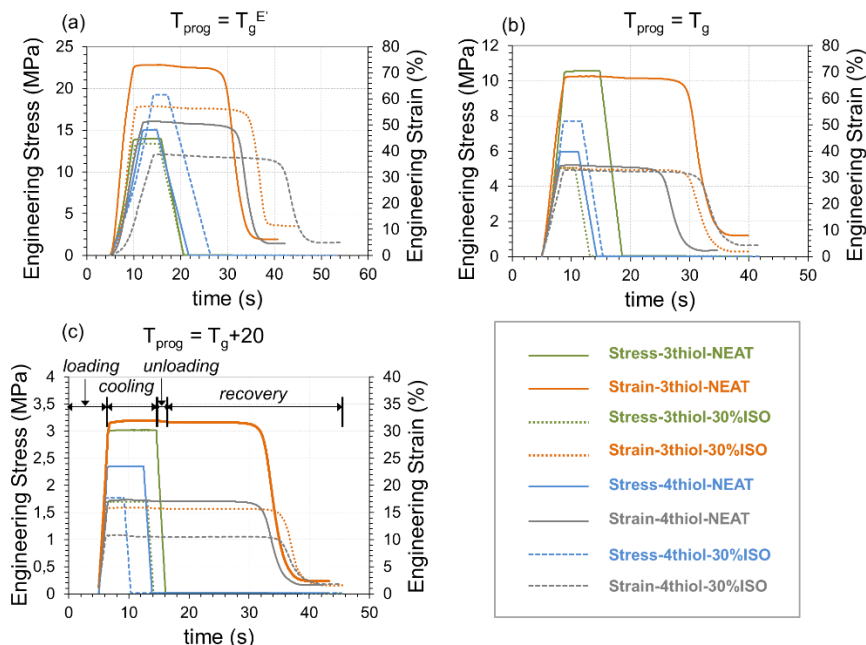 (a)
T_prog = T_g^E'
Engineering Stress (MPa)
25
20
15
10
5
0
Engineering Strain (%)
80
70
60
50
40
30
20
10
0
0 10 20 30 40 50 60
time (s)
(b)
T_prog = T_g
Engineering Stress (MPa)
12
10
8
6
4
2
0
Engineering Strain (%)
80
70
60
50
40
30
20
10
0
0 10 20 30 40 50
time (s)
(c)
T_prog = T_g+20
loading
cooling
unloading
recovery
Engineering Stress (MPa)
4
3,5
3
2,5
2
1,5
1
0,5
0
Engineering Strain (%)
40
35
30
25
20
15
10
5
0
0 10 20 30 40 50
time (s)
Stress-3thiol-NEAT
Strain-3thiol-NEAT
Stress-3thiol-30%ISO
Strain-3thiol-30%ISO
Stress-4thiol-NEAT
Strain-4thiol-NEAT
Stress-4thiol-30%ISO
Strain-4thiol-30%ISO